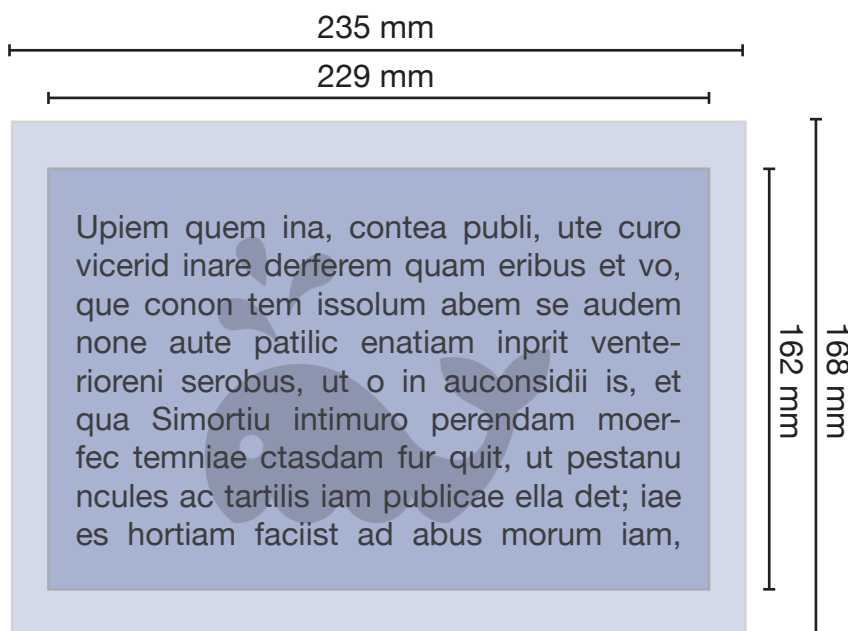 235 mm
229 mm
Upiem quem ina, contea publi, ute curo
vicerid inare derferem quam eribus et vo,
que conon tem issolum abem se audem
none aute patilic enatiam inprit vente-
rioreni serobus, ut o in auconsidii is, et
qua Simortiu intimuro perendam moer-
fec temniae ctasdam fur quit, ut pestanu
ncules ac tartilis iam publicae ella det; iae
es hortiam faciist ad abus morum iam,
162 mm
168 mm